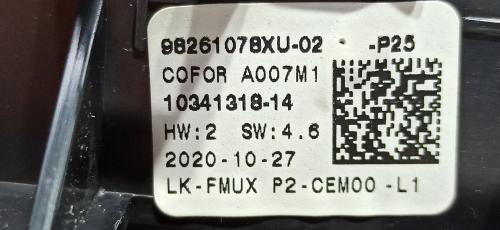 98261078XU-02 -P25
COFOR A007M1
10341318-14
HW:2 SW:4.6
2020-10-27
LK-FMUX P2-CEM00 -L1